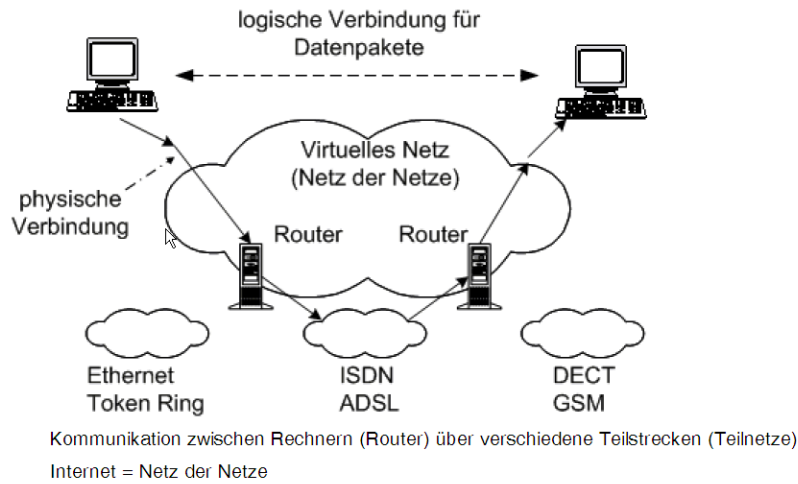 logische Verbindung für
Datenpakete
Virtuelles Netz
(Netz der Netze)
physische
Verbindung
Router
Router
Ethernet
Token Ring
ISDN
ADSL
DECT
GSM
Kommunikation zwischen Rechnern (Router) über verschiedene Teilstrecken (Teilnetze)
Internet = Netz der Netze